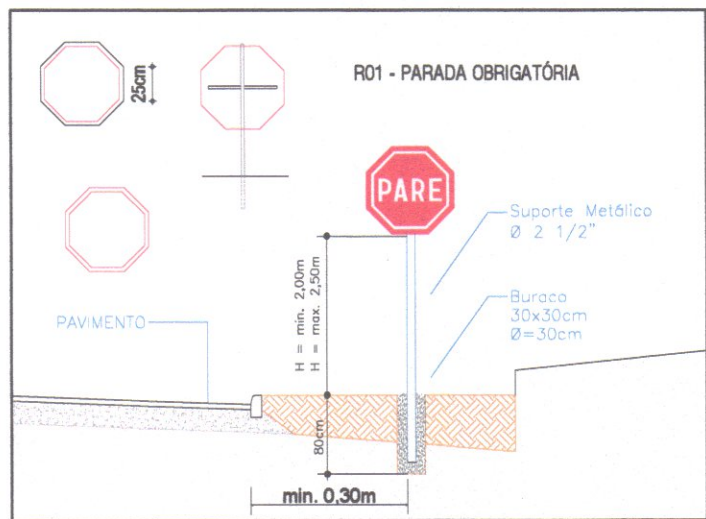 R01 - PARADA OBRIGATÓRIA
25cm
PARE
Suporte Metálico
Ø 2 1/2"
H = min. 2,00m
H = max. 2,50m
Buraco
30x30cm
Ø=30cm
PAVIMENTO
80cm
min. 0,30m